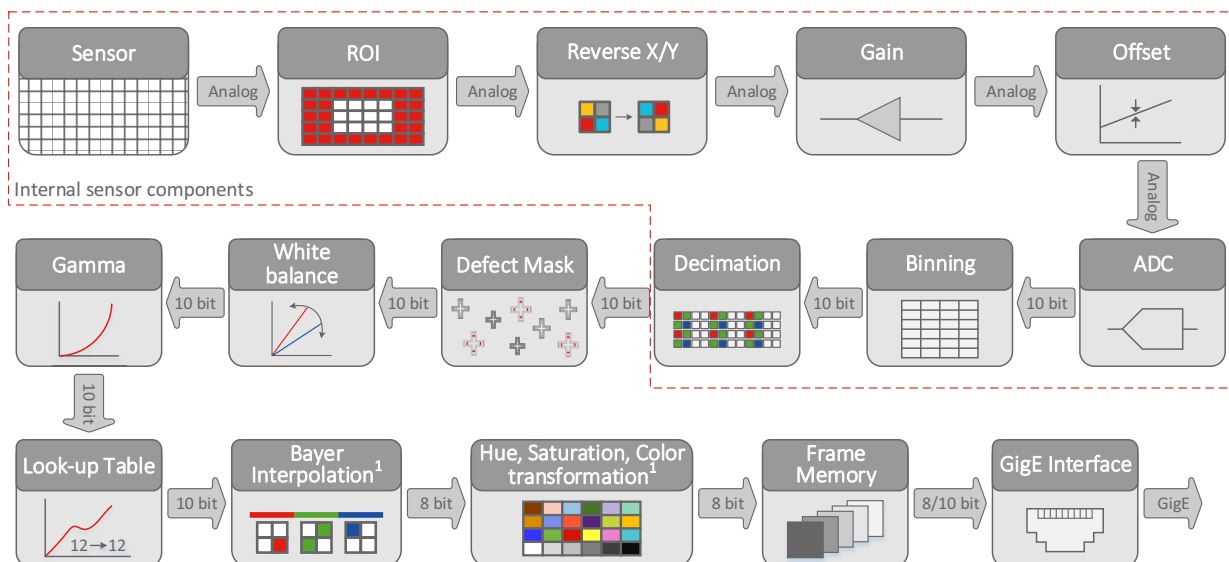 Sensor
ROI
Reverse X/Y
Gain
Offset
Analog
Analog
Analog
Analog
Internal sensor components
Analog
Gamma
White
balance
Defect Mask
Decimation
Binning
ADC
10 bit
10 bit
10 bit
10 bit
10 bit
10 bit
Look-up Table
12→12
10 bit
Bayer
Interpolation¹
8 bit
Hue, Saturation, Color
transformation¹
8 bit
Frame
Memory
8/10 bit
GigE Interface
GigE